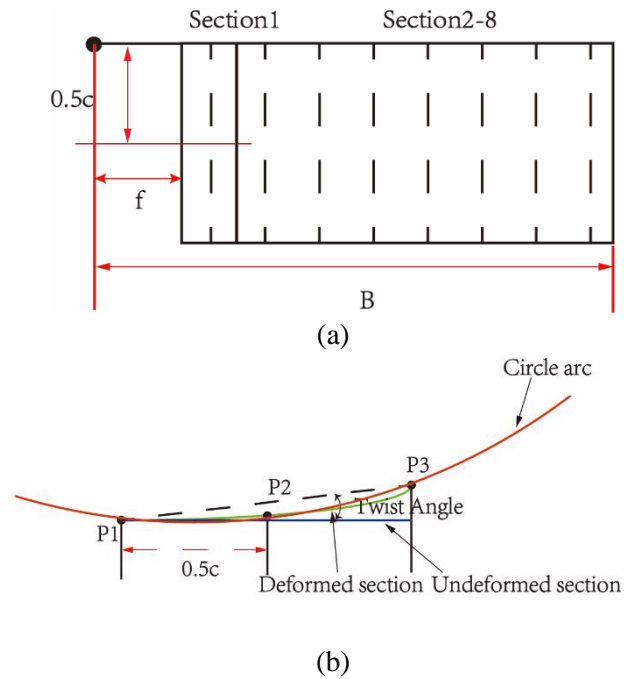 Section1 Section2-8
0.5c
f
B
(a)
Circle arc
P3
P2
Twist Angle
P1
0.5c
Deformed section Undeformed section
(b)